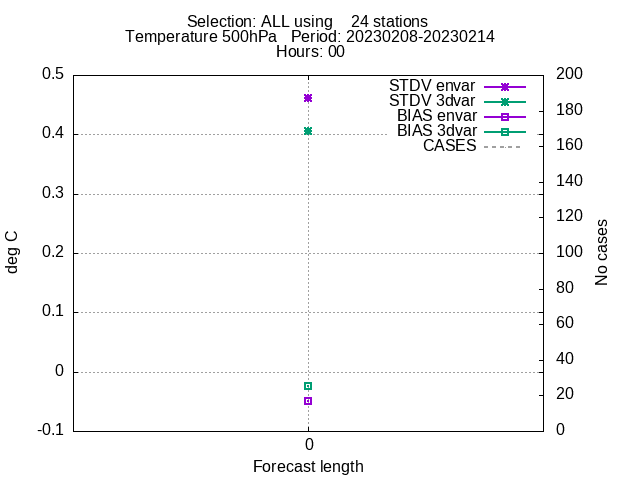 Selection: ALL using    24 stations
Temperature 500hPa   Period: 20230208-20230214
Hours: 00
0.5
0.4
0.3
0.2
0.1
0
-0.1
deg C
STDV envar
STDV 3dvar
BIAS envar
BIAS 3dvar
CASES
200
180
160
140
120
100
80
60
40
20
0
No cases
0
Forecast length